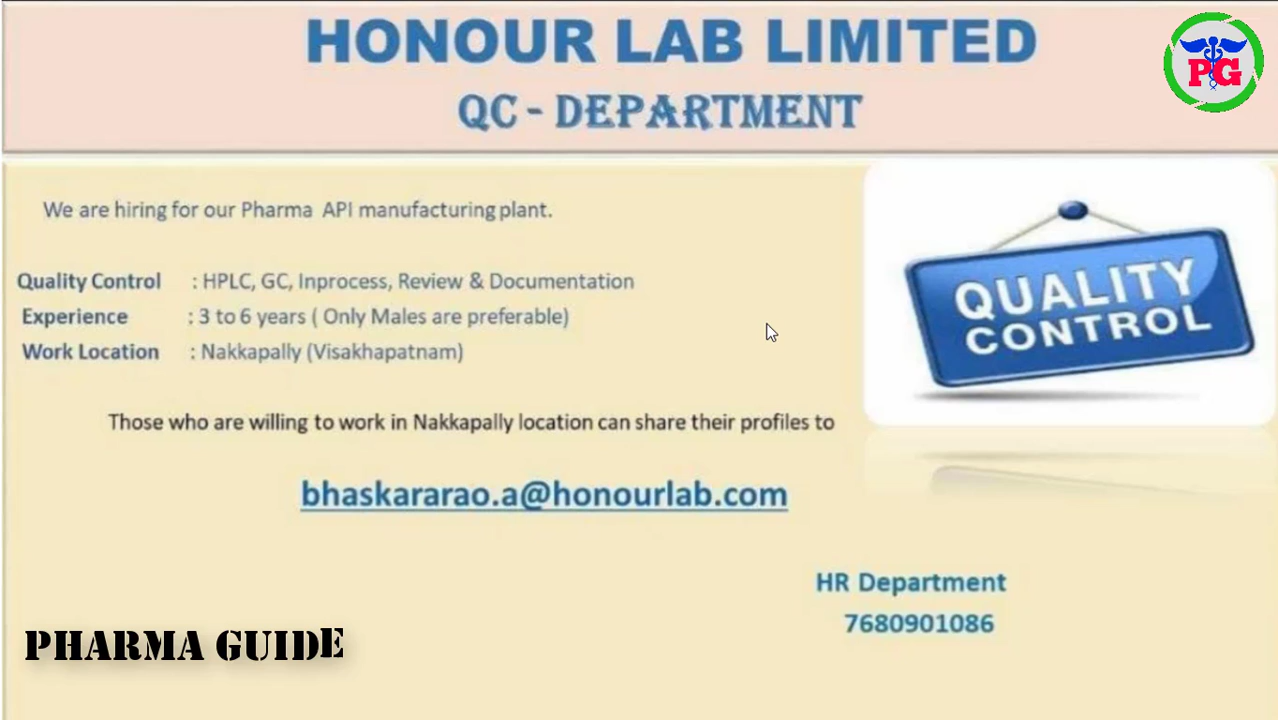 HONOUR LAB LIMITED
PG
QC - DEPARTMENT
We are hiring for our Pharma API manufacturing plant.
Quality Control : HPLC, GC, Inprocess, Review & Documentation
Experience : 3 to 6 years ( Only Males are preferable)
Work Location : Nakkapally (Visakhapatnam)
QUALITY
CONTROL
Those who are willing to work in Nakkapally location can share their profiles to
bhaskararao.a@honourlab.com
HR Department
7680901086
PHARMA GUIDE